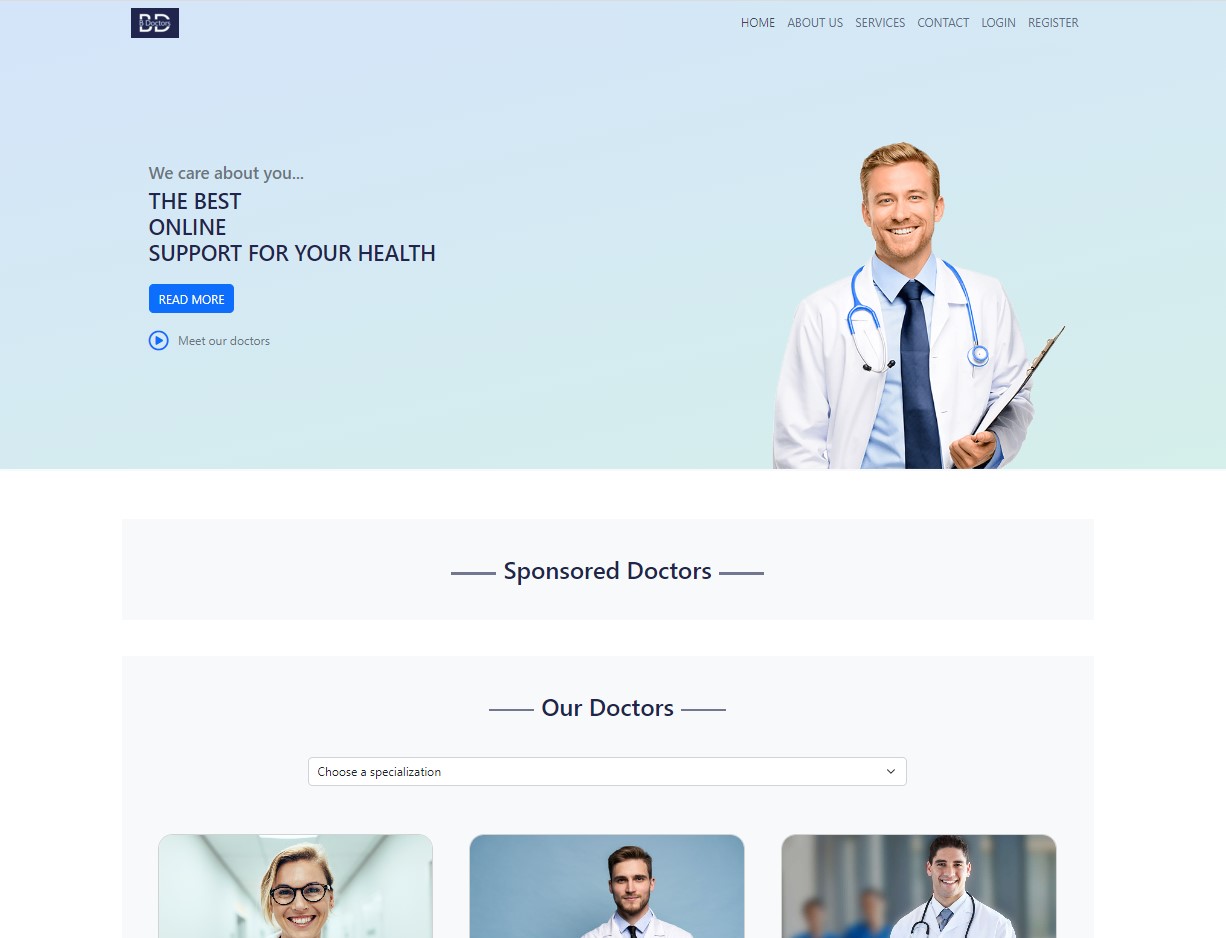 BD
B Doctors
HOME ABOUT US SERVICES CONTACT LOGIN REGISTER
We care about you...
THE BEST
ONLINE
SUPPORT FOR YOUR HEALTH
READ MORE
Meet our doctors
Sponsored Doctors
Our Doctors
Choose a specialization